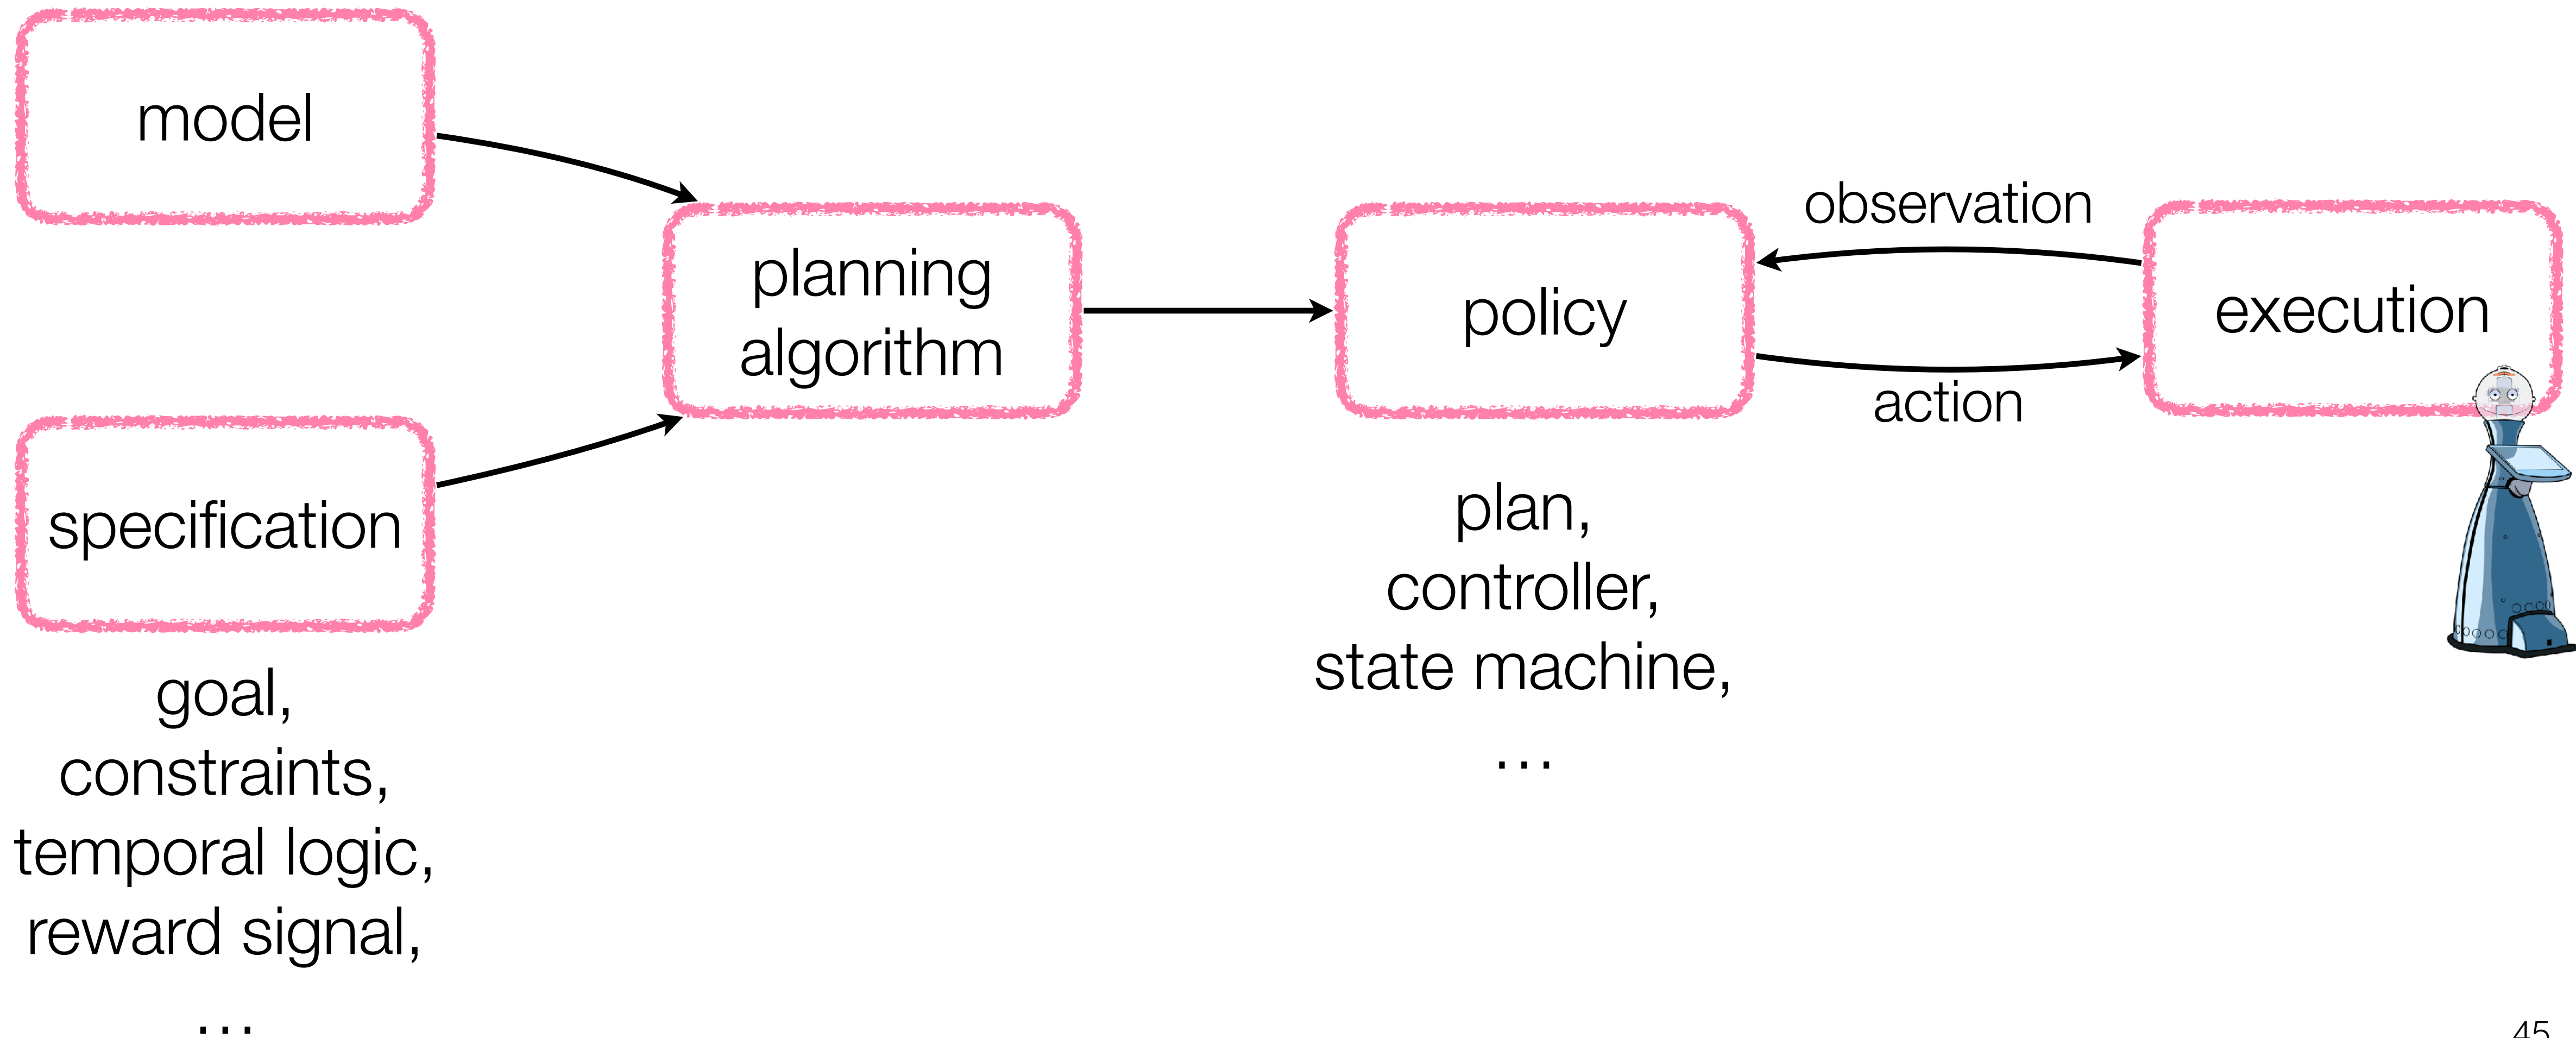 model
specification
goal,
constraints,
temporal logic,
reward signal,
…
planning
algorithm
policy
plan,
controller,
state machine,
…
observation
action
execution
45